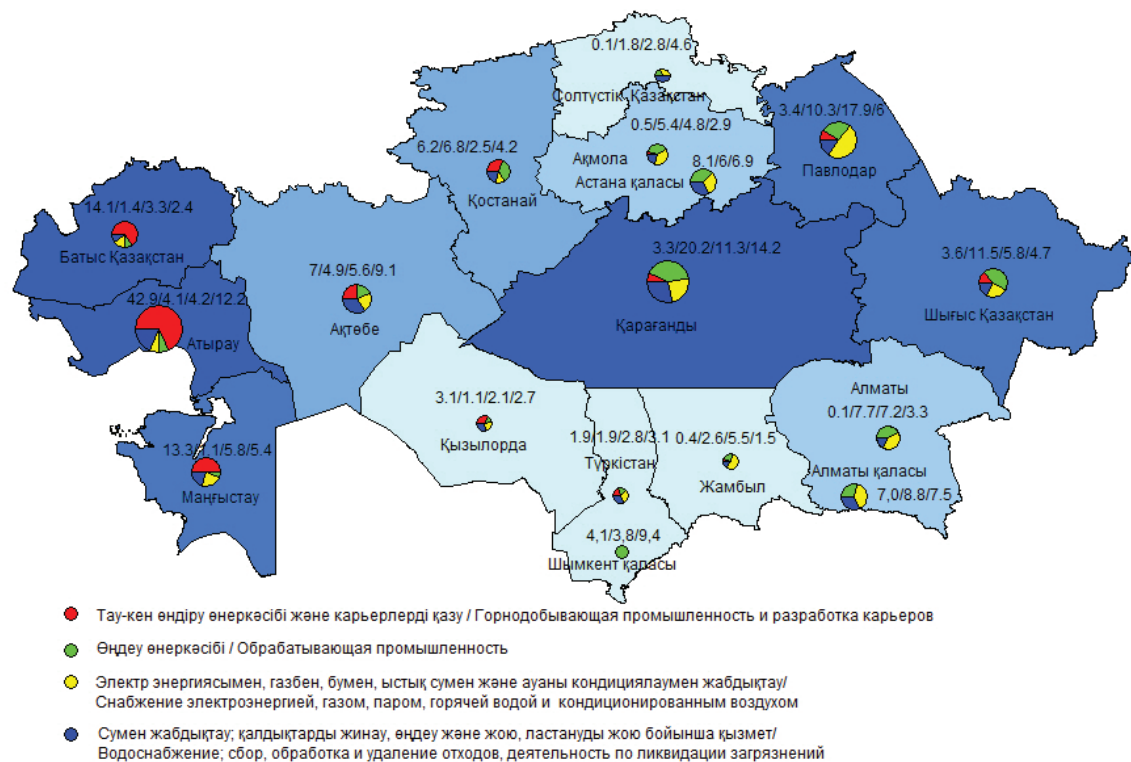 0.1/1.8/2.8/4.6
Солтүстік Қазақстан
3.4/10.3/17.9/6
Павлодар
0.5/5.4/4.8/2.9
Ақмола
8.1/6/6.9
Астана қаласы
6.2/6.8/2.5/4.2
Қостанай
14.1/1.4/3.3/2.4
Батыс Қазақстан
42.9/4.1/4.2/12.2
Атырау
7/4.9/5.6/9.1
Ақтөбе
3.3/20.2/11.3/14.2
Қарағанды
3.6/11.5/5.8/4.7
Шығыс Қазақстан
13.3/1.1/5.8/5.4
Маңғыстау
3.1/1.1/2.1/2.7
Қызылорда
1.9/1.9/2.8/3.1
Түркістан
0.4/2.6/5.5/1.5
Жамбыл
Алматы
0.1/7.7/7.2/3.3
Алматы қаласы
7,0/8.8/7.5
4,1/3,8/9,4
Шымкент қаласы
Тау-кен өндіру өнеркәсібі және карьерлерді қазу / Горнодобывающая промышленность и разработка карьеров
Өңдеу өнеркәсібі / Обрабатывающая промышленность
Электр энергиясымен, газбен, бумен, ыстық сумен және ауаны кондициялаумен жабдықтау/
Снабжение электроэнергией, газом, паром, горячей водой и кондиционированным воздухом
Сумен жабдықтау; қалдықтарды жинау, өңдеу және жою, ластануды жою бойынша қызмет/
Водоснабжение; сбор, обработка и удаление отходов, деятельность по ликвидации загрязнений